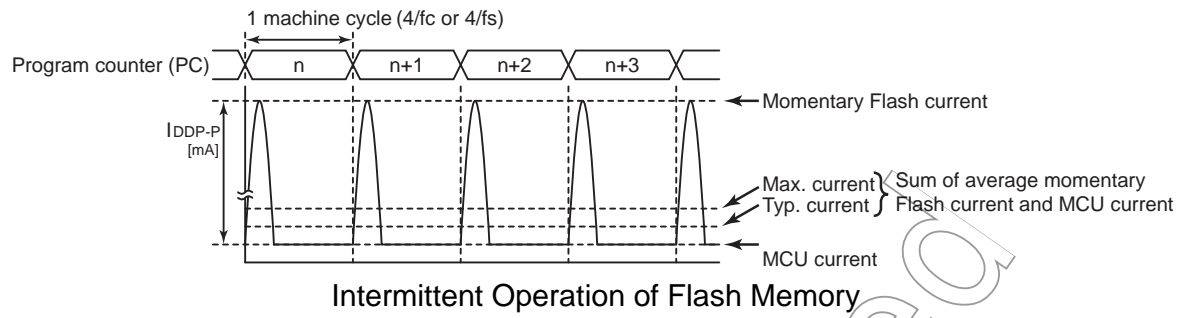 1 machine cycle (4/fc or 4/fs)
Program counter (PC)
n
n+1
n+2
n+3
Momentary Flash current
IDDP-P
[mA]
Max. current
Typ. current
Sum of average momentary
Flash current and MCU current
MCU current
Intermittent Operation of Flash Memory